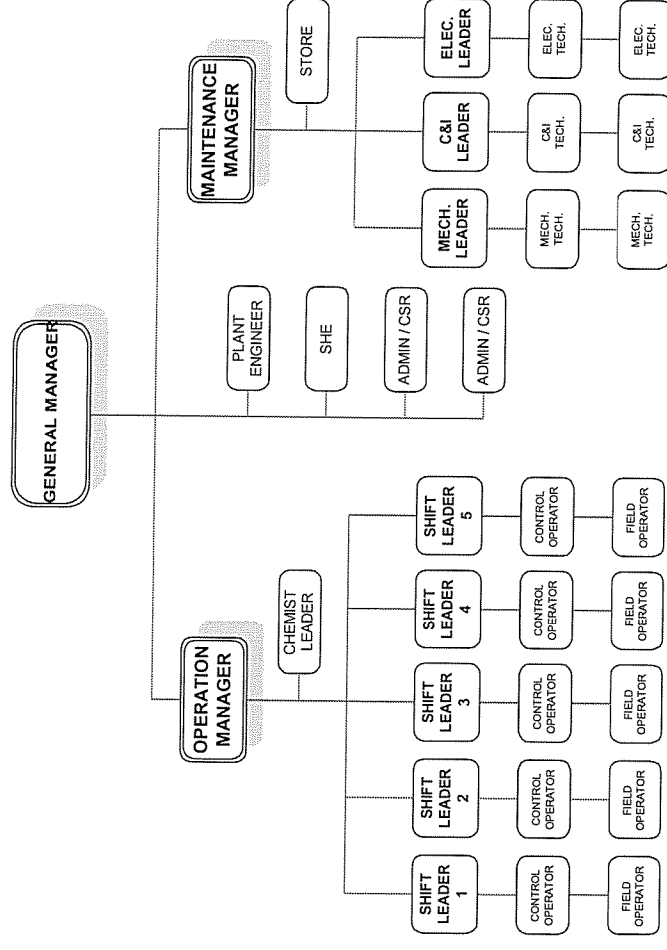 GENERAL MANAGER
OPERATION
MANAGER
MAINTENANCE
MANAGER
CHEMIST
LEADER
PLANT
ENGINEER
SHE
ADMIN / CSR
ADMIN / CSR
STORE
SHIFT
LEADER
1
SHIFT
LEADER
2
SHIFT
LEADER
3
SHIFT
LEADER
4
SHIFT
LEADER
5
MECH.
LEADER
C&I
LEADER
ELEC.
LEADER
CONTROL
OPERATOR
CONTROL
OPERATOR
CONTROL
OPERATOR
CONTROL
OPERATOR
CONTROL
OPERATOR
MECH.
TECH.
C&I
TECH.
ELEC.
TECH.
FIELD
OPERATOR
FIELD
OPERATOR
FIELD
OPERATOR
FIELD
OPERATOR
FIELD
OPERATOR
MECH.
TECH.
C&I
TECH.
ELEC.
TECH.